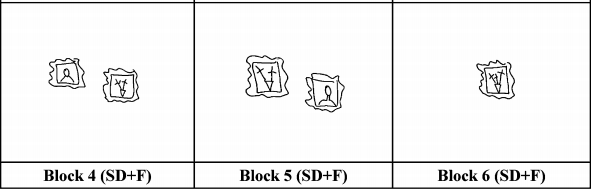 Block 4 (SD+F)
Block 5 (SD+F)
Block 6 (SD+F)